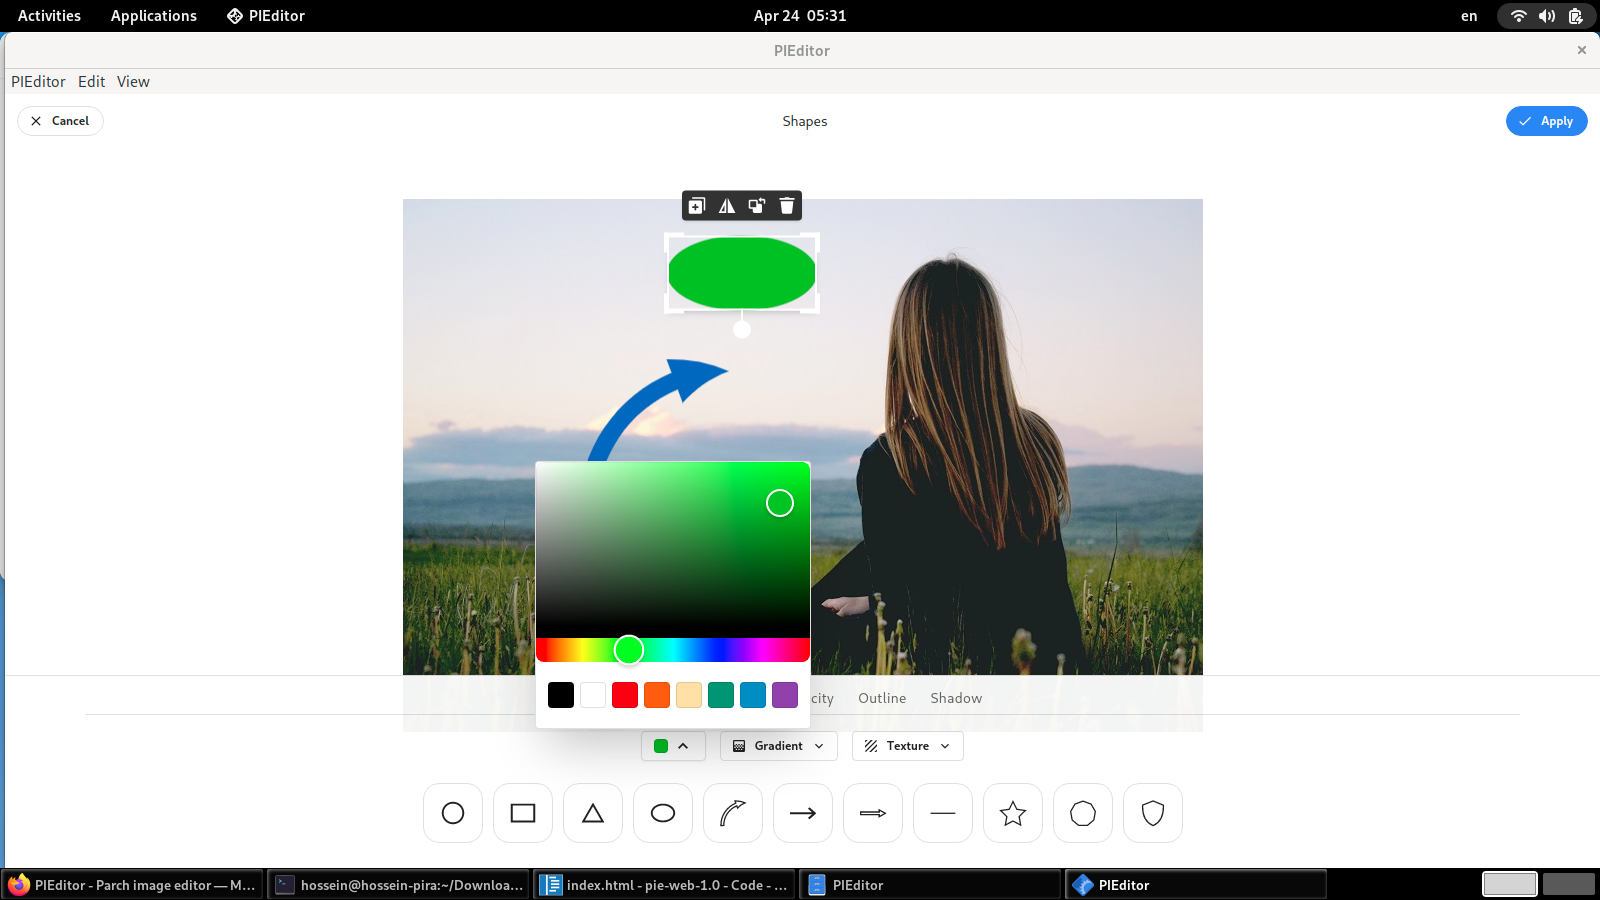 Activities Applications PIEditor Apr 24 05:31 en
PIEditor
PIEditor Edit View
Cancel Shapes Apply
city Outline Shadow
Gradient Texture
PIEditor - Parch image editor — M... hossein@hossein-pira:~/Downloa... index.html - pie-web-1.0 - Code - ... PIEditor PIEditor